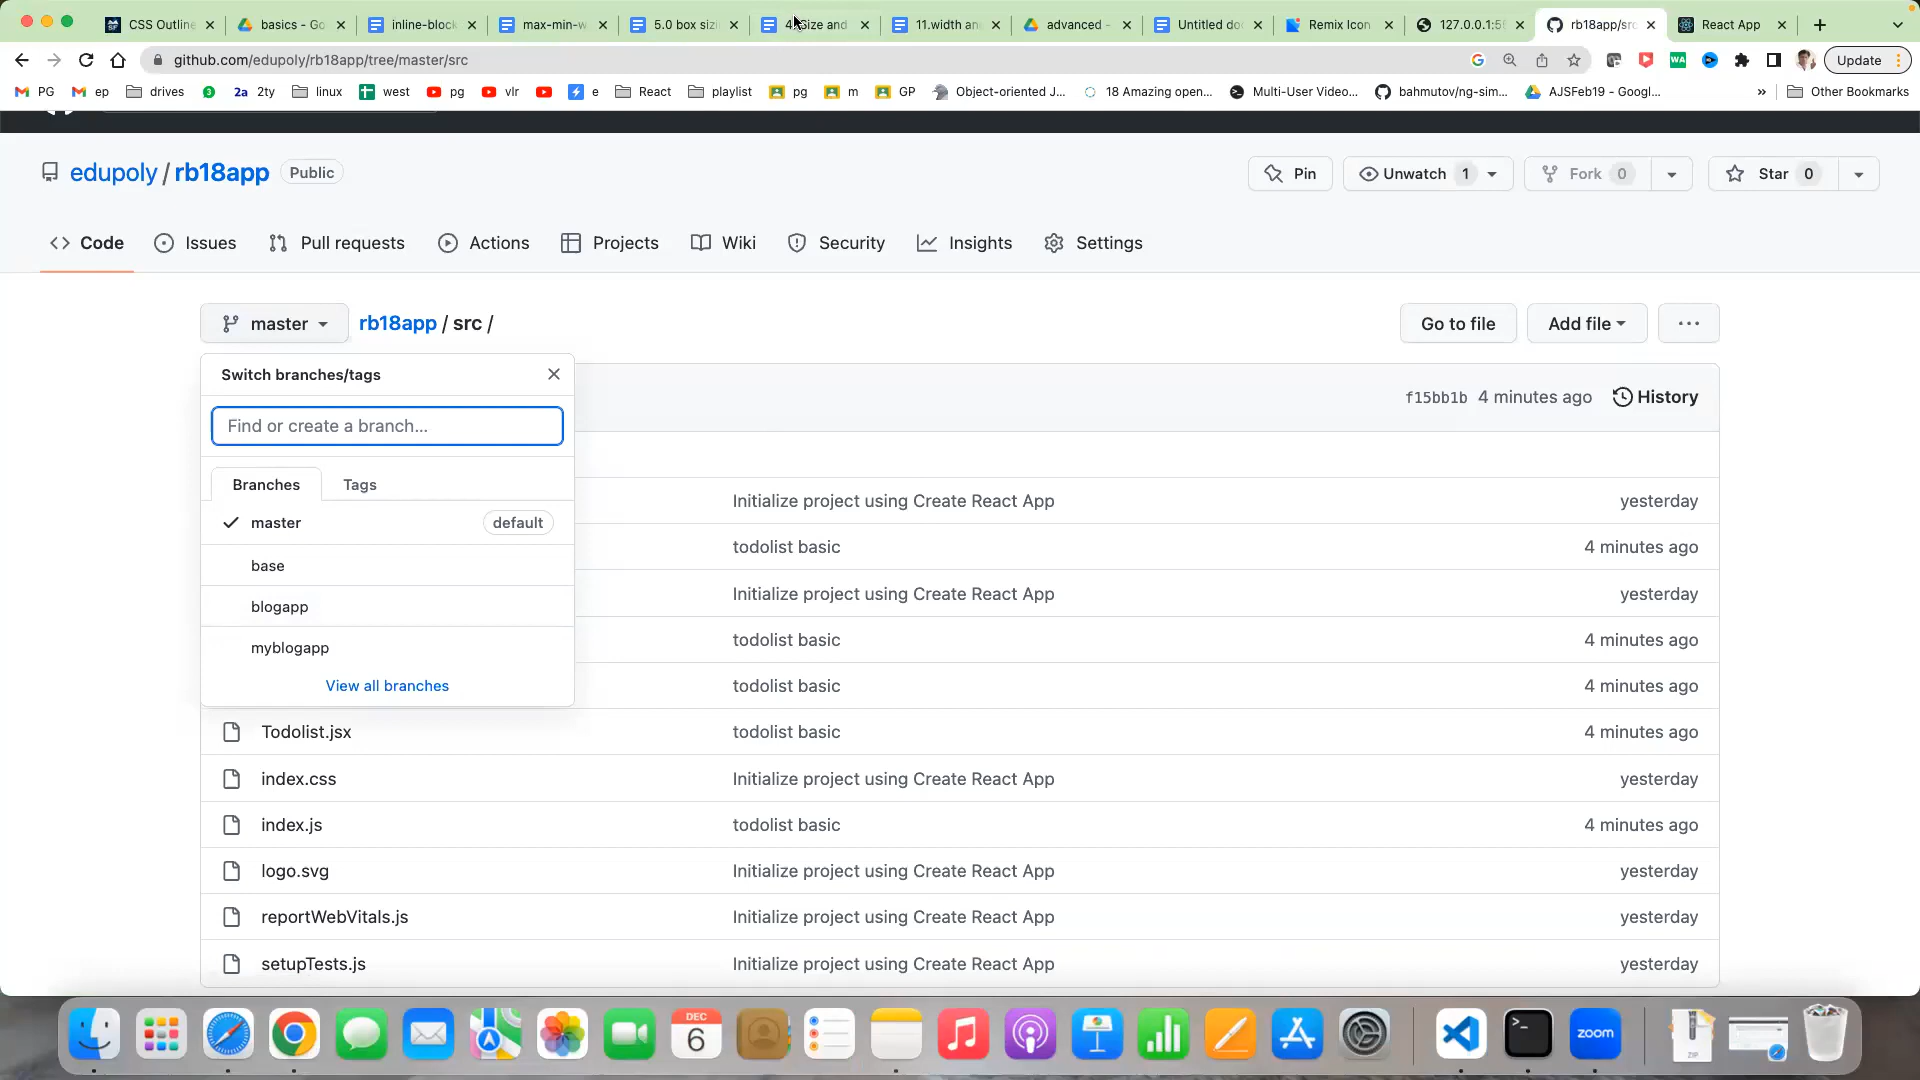 CSS Outline
basics - Go
inline-block
max-min-w
5.0 box sizi
11.width an
advanced -
Untitled do
Remix Icon
127.0.0.1:5
rb18app/src
React App
github.com/edupoly/rb18app/tree/master/src
Update
PG
ep
drives
2ty
linux
west
pg
vlr
e
React
playlist
pg
m
GP
Object-oriented J...
18 Amazing open...
Multi-User Video...
bahmutov/ng-sim...
AJSFeb19 - Googl...
»
Other Bookmarks
edupoly / rb18app
Public
Pin
Unwatch 1
Fork 0
Star 0
Code
Issues
Pull requests
Actions
Projects
Wiki
Security
Insights
Settings
master
rb18app / src /
Go to file
Add file
Switch branches/tags
Find or create a branch...
Branches
Tags
master
default
base
blogapp
myblogapp
View all branches
f15bb1b 4 minutes ago
History
Initialize project using Create React App
yesterday
todolist basic
4 minutes ago
Initialize project using Create React App
yesterday
todolist basic
4 minutes ago
todolist basic
4 minutes ago
Todolist.jsx
todolist basic
4 minutes ago
index.css
Initialize project using Create React App
yesterday
index.js
todolist basic
4 minutes ago
logo.svg
Initialize project using Create React App
yesterday
reportWebVitals.js
Initialize project using Create React App
yesterday
setupTests.js
Initialize project using Create React App
yesterday
DEC
6
zoom
ZIP